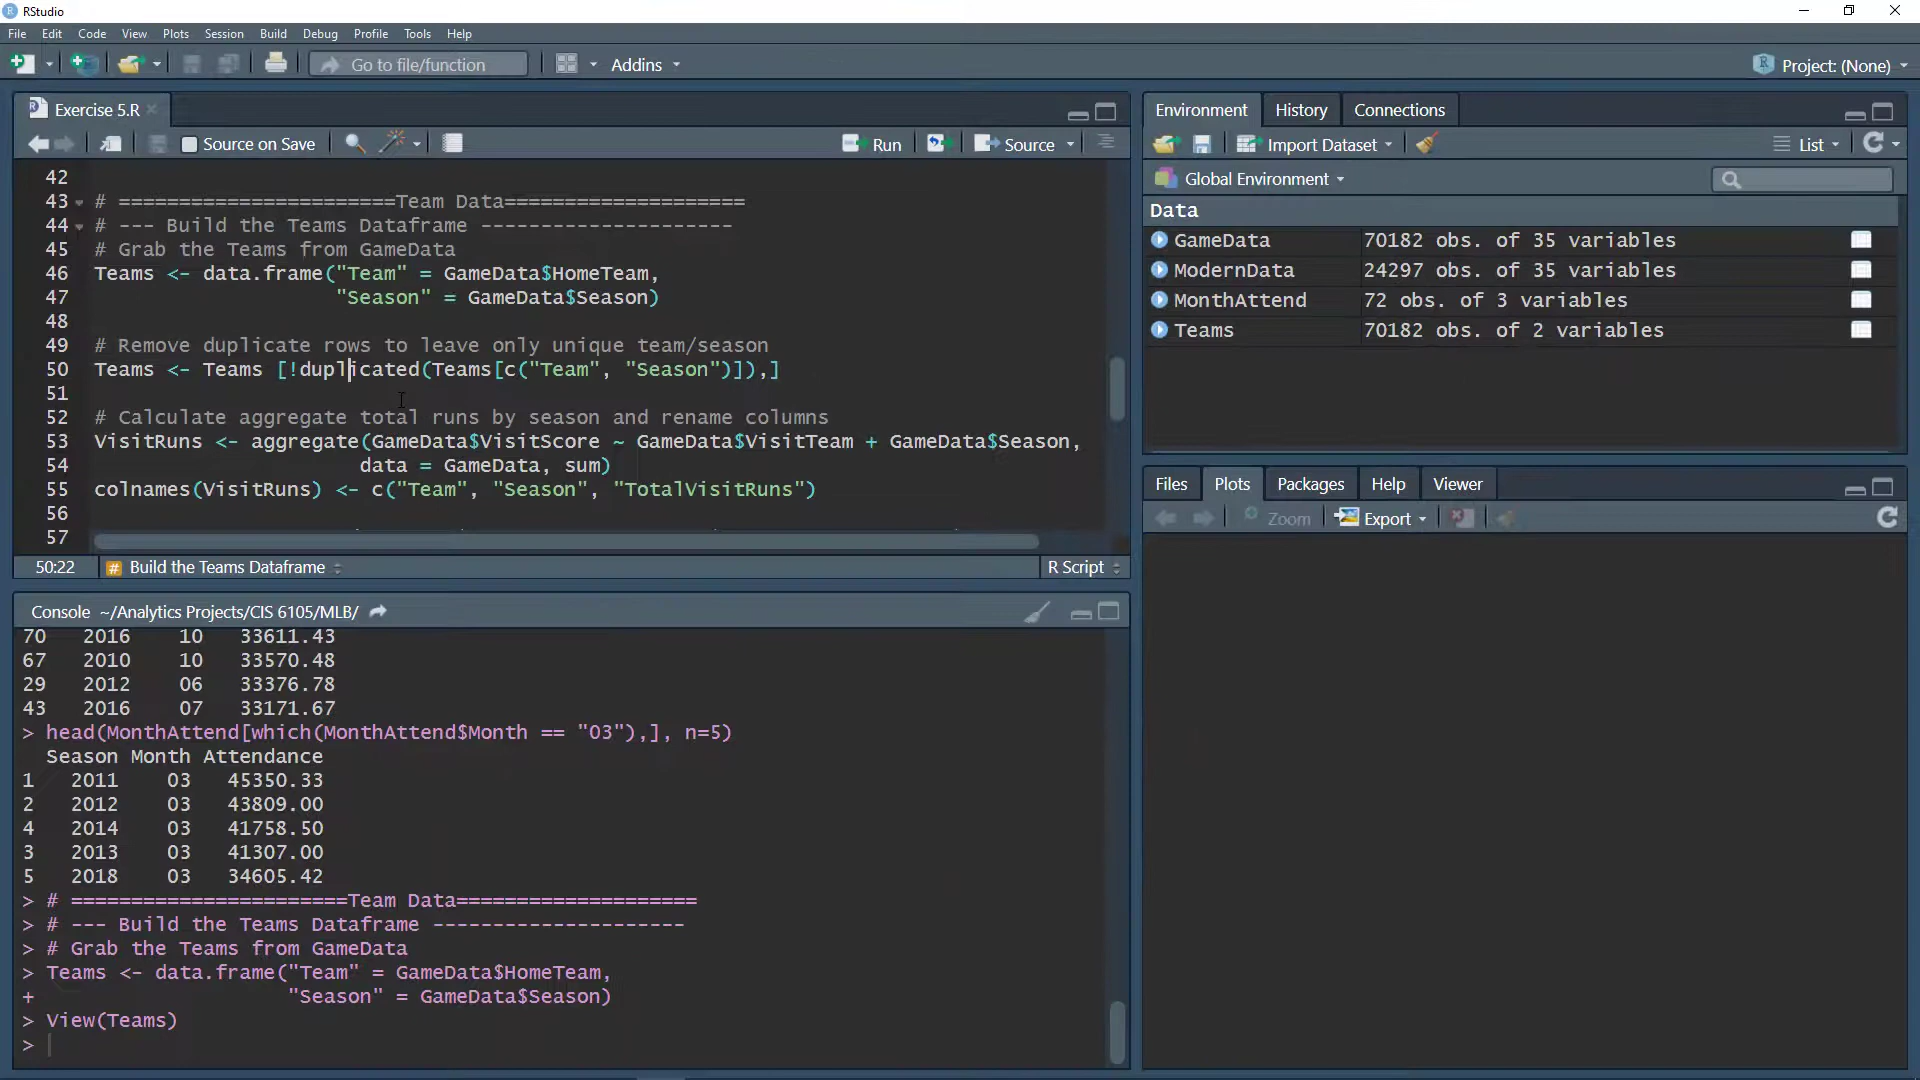 RStudio
File Edit Code View Plots Session Build Debug Profile Tools Help
Go to file/function Addins Project: (None)
Exercise 5.R
Source on Save Run Source
42
43 # =======================Team Data====================
44 # --- Build the Teams Dataframe ---------------------
45 # Grab the Teams from GameData
46 Teams <- data.frame("Team" = GameData$HomeTeam,
47 "Season" = GameData$Season)
48
49 # Remove duplicate rows to leave only unique team/season
50 Teams <- Teams [!duplicated(Teams[c("Team", "Season")]),]
51
52 # Calculate aggregate total runs by season and rename columns
53 VisitRuns <- aggregate(GameData$VisitScore ~ GameData$VisitTeam + GameData$Season,
54 data = GameData, sum)
55 colnames(VisitRuns) <- c("Team", "Season", "TotalVisitRuns")
56
57
50:22 # Build the Teams Dataframe R Script
Console ~/Analytics Projects/CIS 6105/MLB/
70 2016 10 33611.43
67 2010 10 33570.48
29 2012 06 33376.78
43 2016 07 33171.67
> head(MonthAttend[which(MonthAttend$Month == "03"),], n=5)
Season Month Attendance
1 2011 03 45350.33
2 2012 03 43809.00
4 2014 03 41758.50
3 2013 03 41307.00
5 2018 03 34605.42
> # =======================Team Data====================
> # --- Build the Teams Dataframe ---------------------
> # Grab the Teams from GameData
> Teams <- data.frame("Team" = GameData$HomeTeam,
+ "Season" = GameData$Season)
> View(Teams)
>
Environment History Connections
Import Dataset List
Global Environment
Data
GameData 70182 obs. of 35 variables
ModernData 24297 obs. of 35 variables
MonthAttend 72 obs. of 3 variables
Teams 70182 obs. of 2 variables
Files Plots Packages Help Viewer
Zoom Export